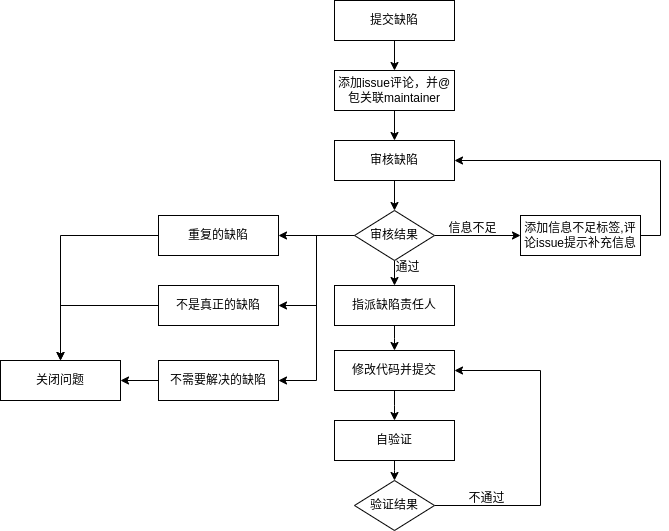 提交缺陷
添加issue评论，并@
包关联maintainer
审核缺陷
审核结果
信息不足
添加信息不足标签,评
论issue提示补充信息
重复的缺陷
通过
不是真正的缺陷
指派缺陷责任人
关闭问题
不需要解决的缺陷
修改代码并提交
自验证
验证结果
不通过